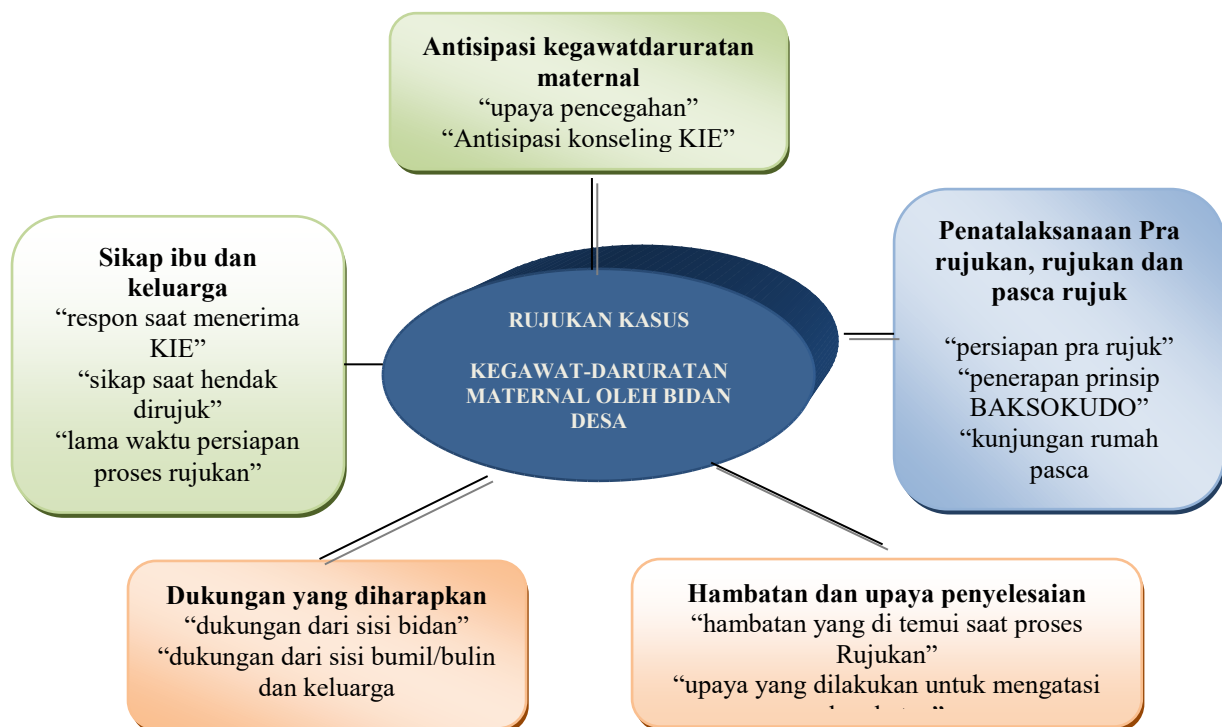 Antisipasi kegawatdaruratan
maternal
“upaya pencegahan”
“Antisipasi konseling KIE”
Sikap ibu dan
keluarga
“respon saat menerima
KIE”
“sikap saat hendak
dirujuk”
“lama waktu persiapan
proses rujukan”
RUJUKAN KASUS
KEGAWAT-DARURATAN
MATERNAL OLEH BIDAN
DESA
Penatalaksanaan Pra
rujukan, rujukan dan
pasca rujuk
“persiapan pra rujuk”
“penerapan prinsip
BAKSOKUDO”
“kunjungan rumah
pasca
Dukungan yang diharapkan
“dukungan dari sisi bidan”
“dukungan dari sisi bumil/bulin
dan keluarga
Hambatan dan upaya penyelesaian
“hambatan yang di temui saat proses
Rujukan”
“upaya yang dilakukan untuk mengatasi